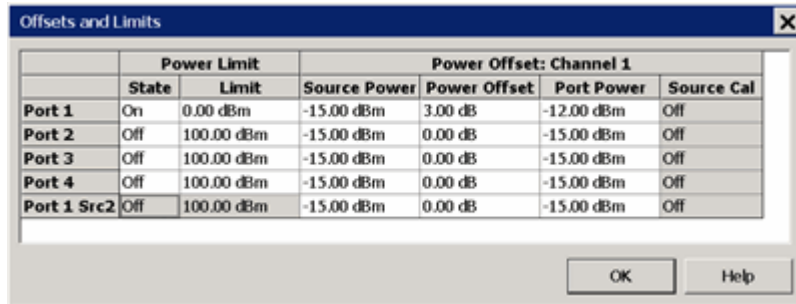 Offsets and Limits
Power Limit Power Offset: Channel 1
State Limit Source Power Power Offset Port Power Source Cal
Port 1 On 0.00 dBm -15.00 dBm 3.00 dB -12.00 dBm Off
Port 2 Off 100.00 dBm -15.00 dBm 0.00 dB -15.00 dBm Off
Port 3 Off 100.00 dBm -15.00 dBm 0.00 dB -15.00 dBm Off
Port 4 Off 100.00 dBm -15.00 dBm 0.00 dB -15.00 dBm Off
Port 1 Src2 Off 100.00 dBm -15.00 dBm 0.00 dB -15.00 dBm Off
OK Help